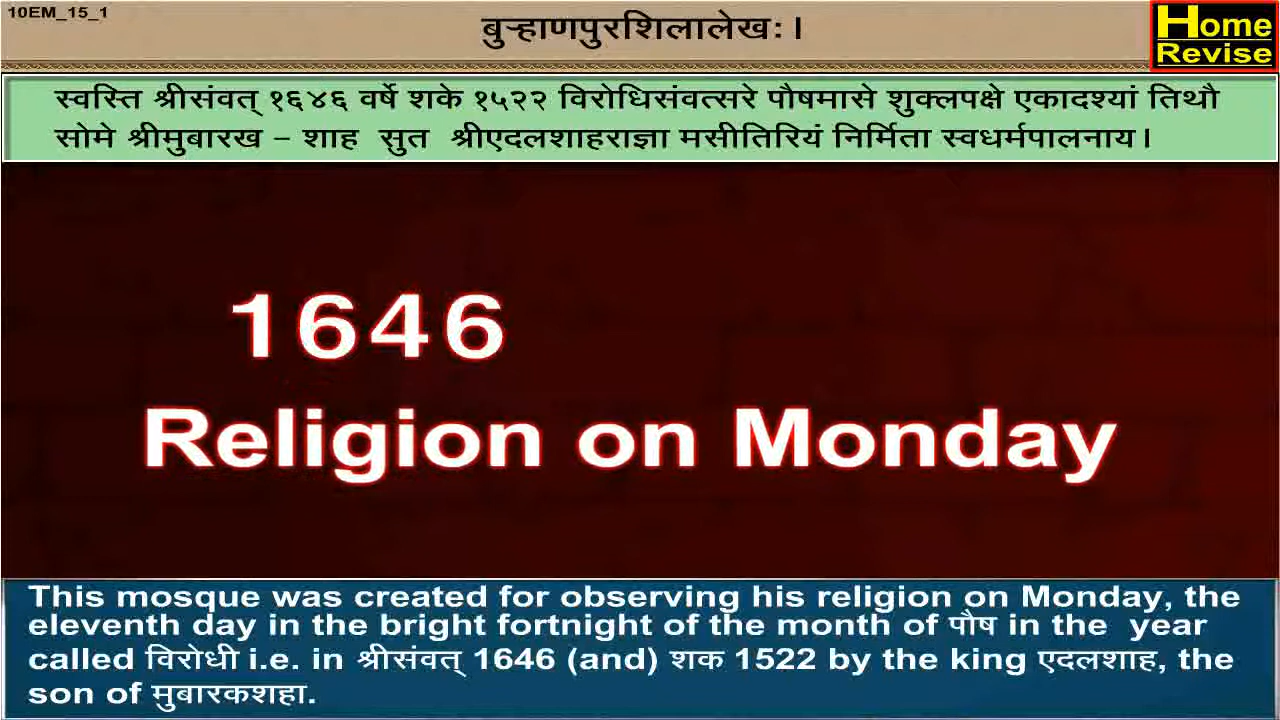 10EM_15_1
बुऱ्हाणपुरशिलालेखः।
Home
Revise
स्वस्ति श्रीसंवत् १६४६ वर्षे शके १५२२ विरोधिसंवत्सरे पौषमासे शुक्लपक्षे एकादश्यां तिथौ
सोमे श्रीमुबारख – शाह सुत श्रीएदलशाहराज्ञा मसीतिरियं निर्मिता स्वधर्मपालनाय।
1646
Religion on Monday
This mosque was created for observing his religion on Monday, the
eleventh day in the bright fortnight of the month of पौष in the year
called विरोधी i.e. in श्रीसंवत् 1646 (and) शक 1522 by the king एदलशाह, the
son of मुबारकशहा.